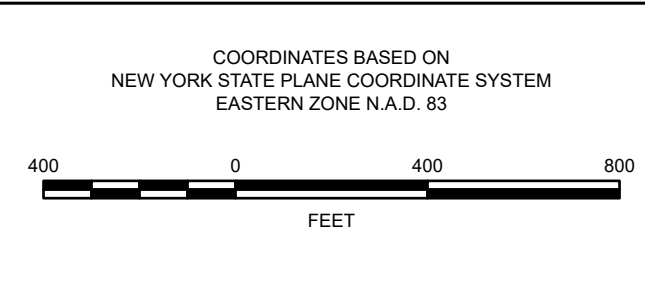 COORDINATES BASED ON
NEW YORK STATE PLANE COORDINATE SYSTEM
EASTERN ZONE N.A.D. 83
400 0 400 800
FEET